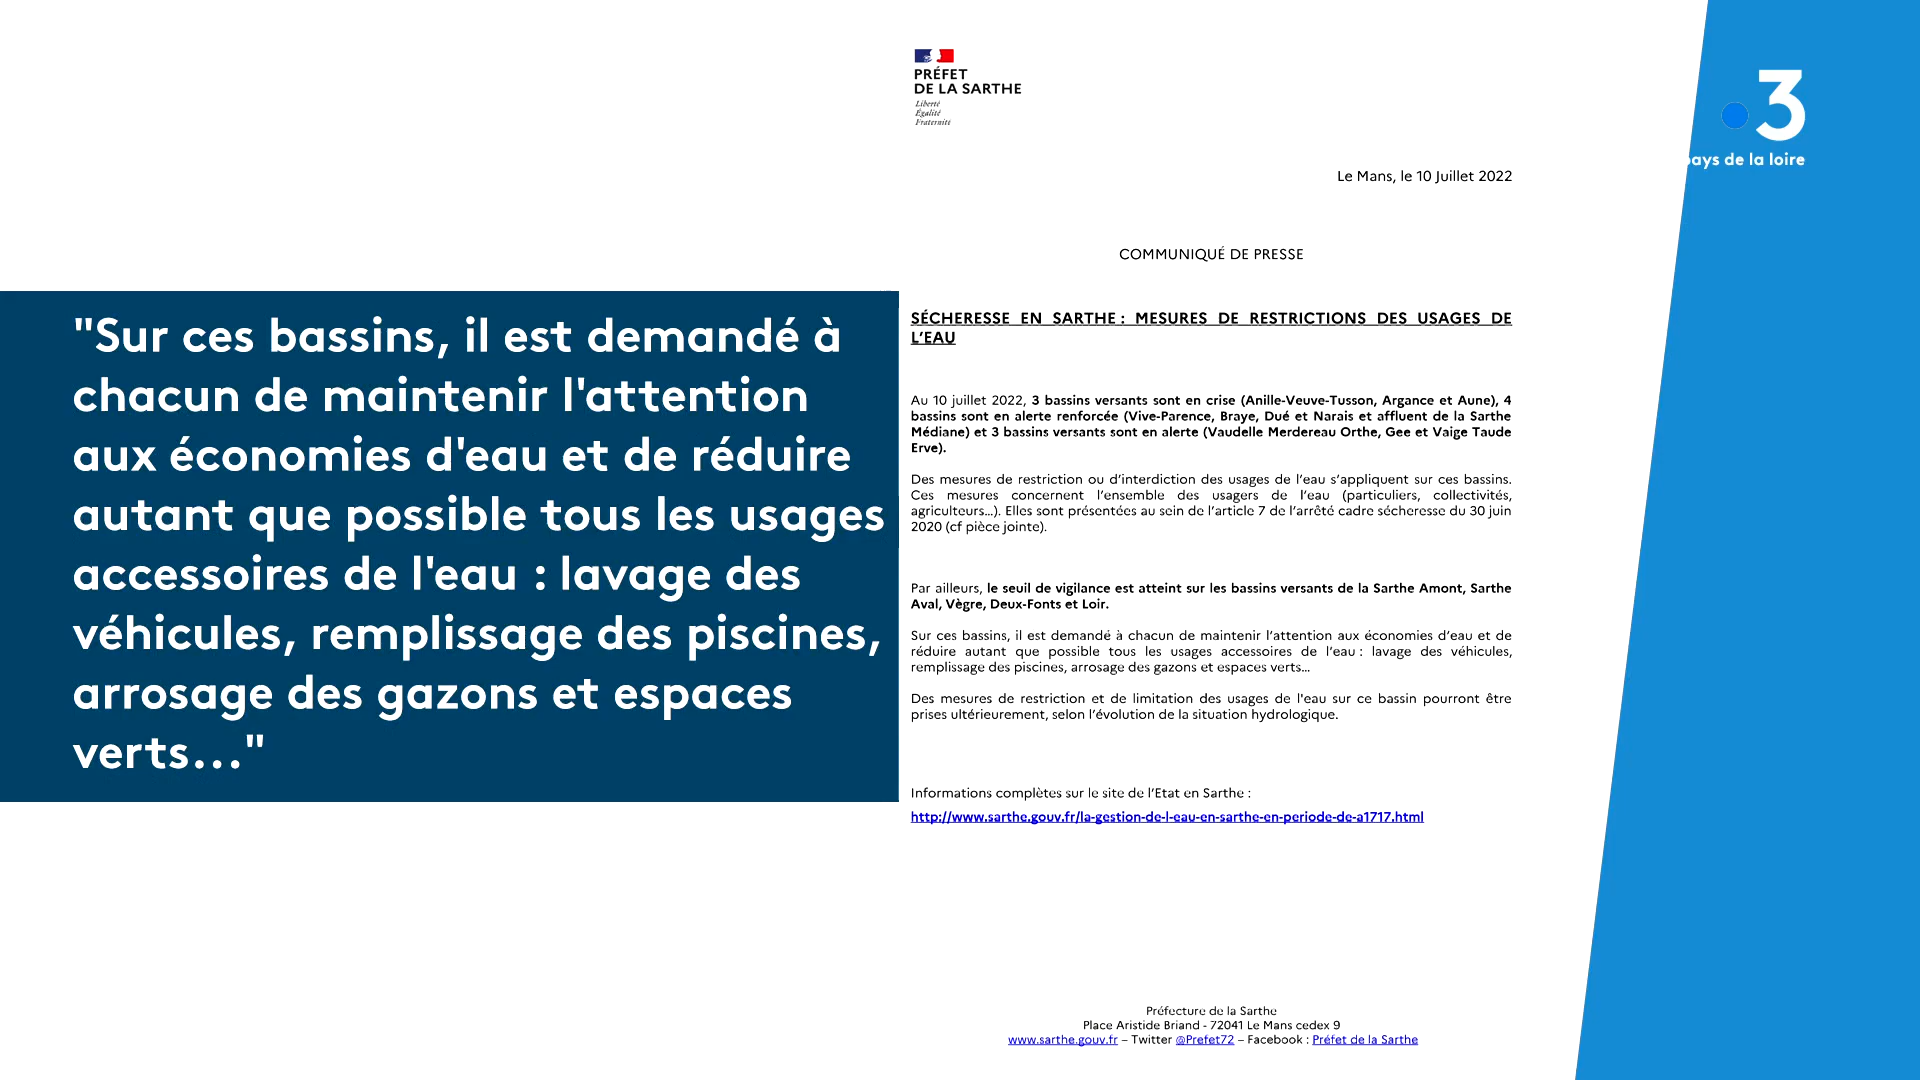 PRÉFET
DE LA SARTHE
Liberté
Égalité
Fraternité
3
pays de la loire
Le Mans, le 10 Juillet 2022
COMMUNIQUÉ DE PRESSE
"Sur ces bassins, il est demandé à
chacun de maintenir l'attention
aux économies d'eau et de réduire
autant que possible tous les usages
accessoires de l'eau : lavage des
véhicules, remplissage des piscines,
arrosage des gazons et espaces
verts..."
SÉCHERESSE EN SARTHE : MESURES DE RESTRICTIONS DES USAGES DE
L’EAU
Au 10 juillet 2022, 3 bassins versants sont en crise (Anille-Veuve-Tusson, Argance et Aune), 4
bassins sont en alerte renforcée (Vive-Parence, Braye, Dué et Narais et affluent de la Sarthe
Médiane) et 3 bassins versants sont en alerte (Vaudelle Merdereau Orthe, Gee et Vaige Taude
Erve).
Des mesures de restriction ou d’interdiction des usages de l’eau s’appliquent sur ces bassins.
Ces mesures concernent l’ensemble des usagers de l’eau (particuliers, collectivités,
agriculteurs…). Elles sont présentées au sein de l’article 7 de l’arrêté cadre sécheresse du 30 juin
2020 (cf pièce jointe).
Par ailleurs, le seuil de vigilance est atteint sur les bassins versants de la Sarthe Amont, Sarthe
Aval, Vègre, Deux-Fonts et Loir.
Sur ces bassins, il est demandé à chacun de maintenir l’attention aux économies d’eau et de
réduire autant que possible tous les usages accessoires de l’eau : lavage des véhicules,
remplissage des piscines, arrosage des gazons et espaces verts…
Des mesures de restriction et de limitation des usages de l'eau sur ce bassin pourront être
prises ultérieurement, selon l’évolution de la situation hydrologique.
Informations complètes sur le site de l’Etat en Sarthe :
http://www.sarthe.gouv.fr/la-gestion-de-l-eau-en-sarthe-en-periode-de-a1717.html
Préfecture de la Sarthe
Place Aristide Briand - 72041 Le Mans cedex 9
www.sarthe.gouv.fr – Twitter @Prefet72 – Facebook : Préfet de la Sarthe